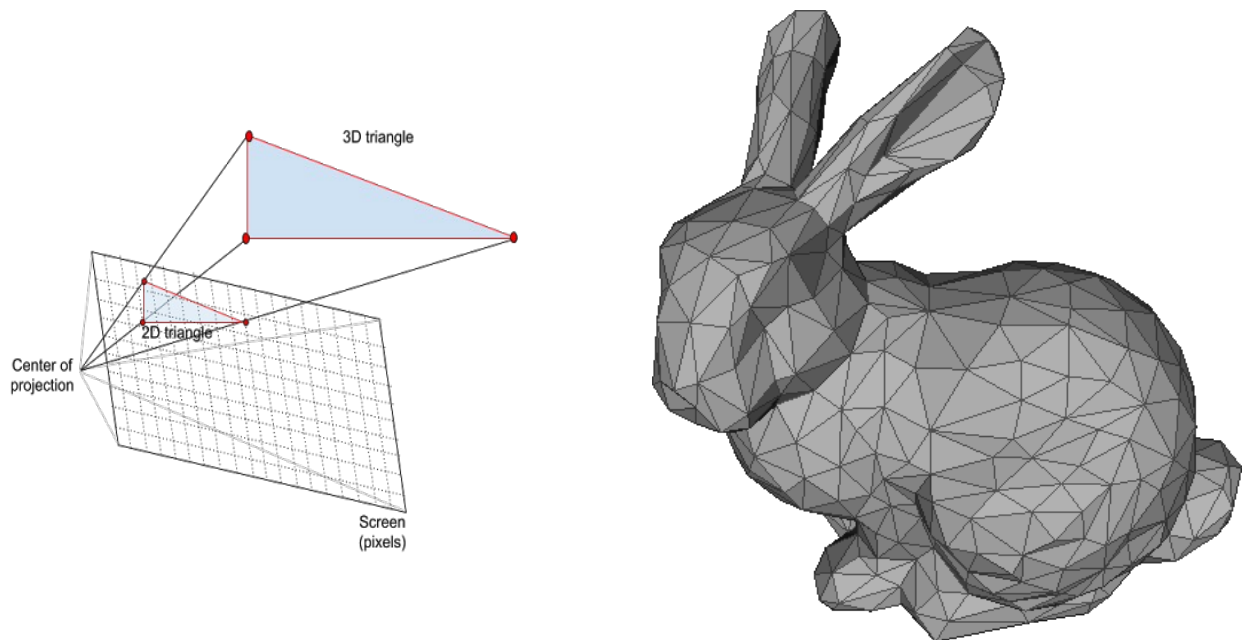 3D triangle
2D triangle
Center of
projection
Screen
(pixels)